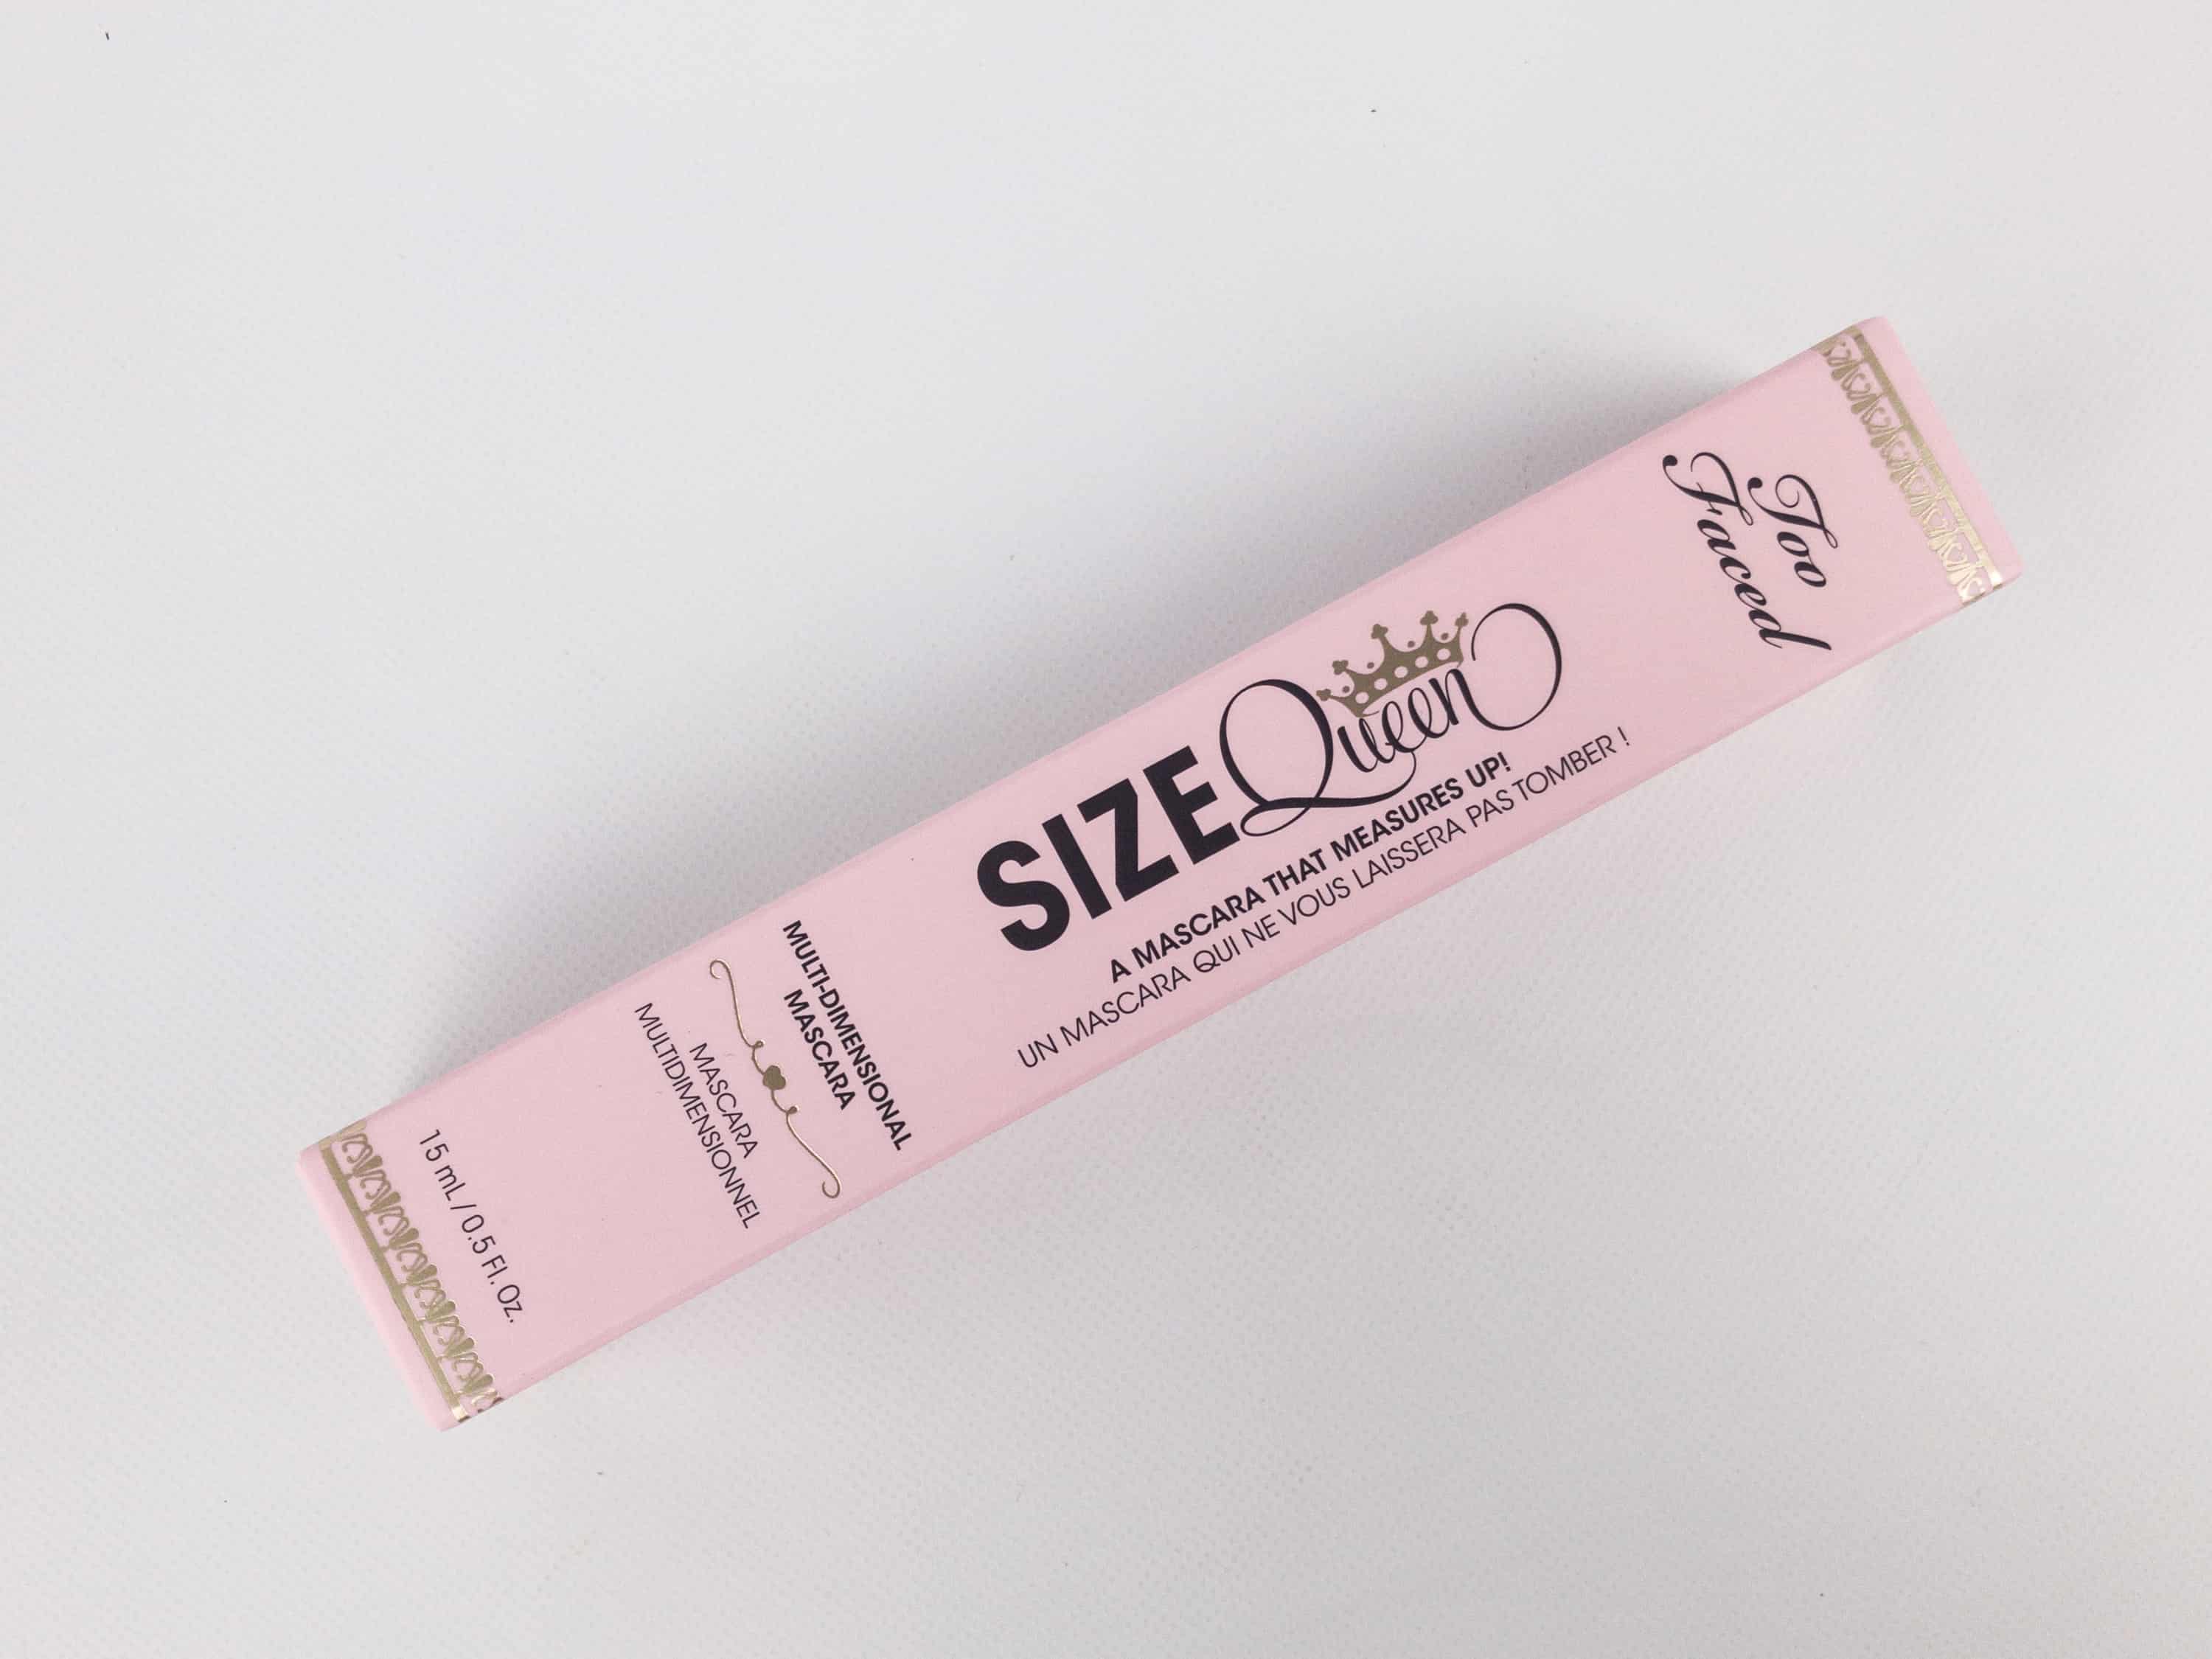 Too
Faced
SIZE Queen
A MASCARA THAT MEASURES UP!
UN MASCARA QUI NE VOUS LAISSERA PAS TOMBER !
MULTI-DIMENSIONAL
MASCARA
MASCARA
MULTIDIMENSIONNEL
15 mL / 0.5 Fl. Oz.